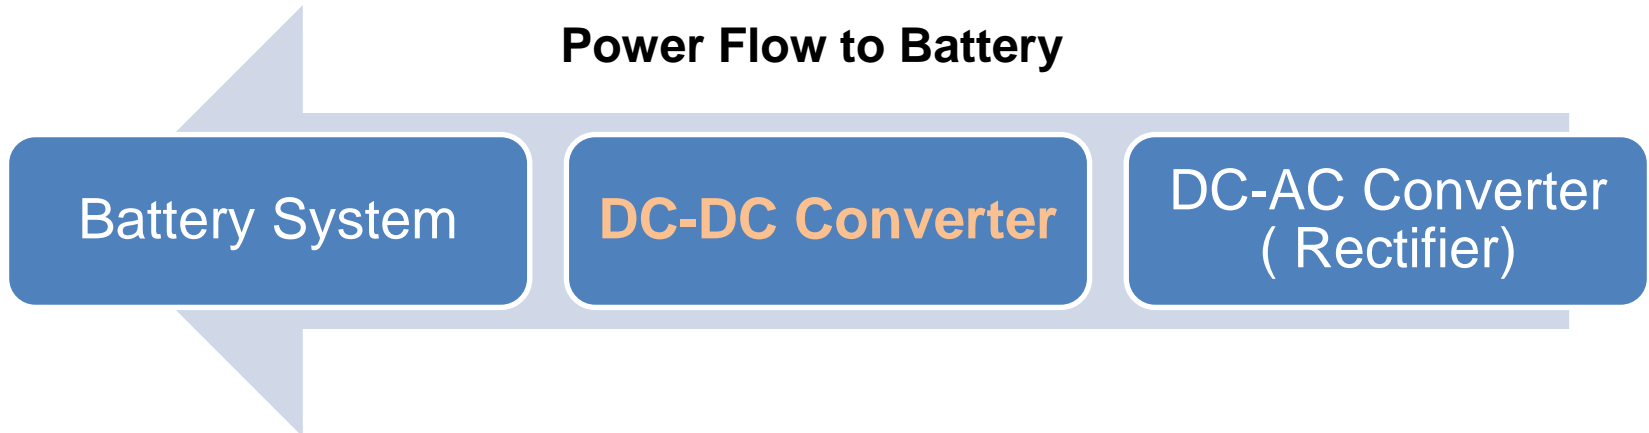 Power Flow to Battery
Battery System
DC-DC Converter
DC-AC Converter
( Rectifier)